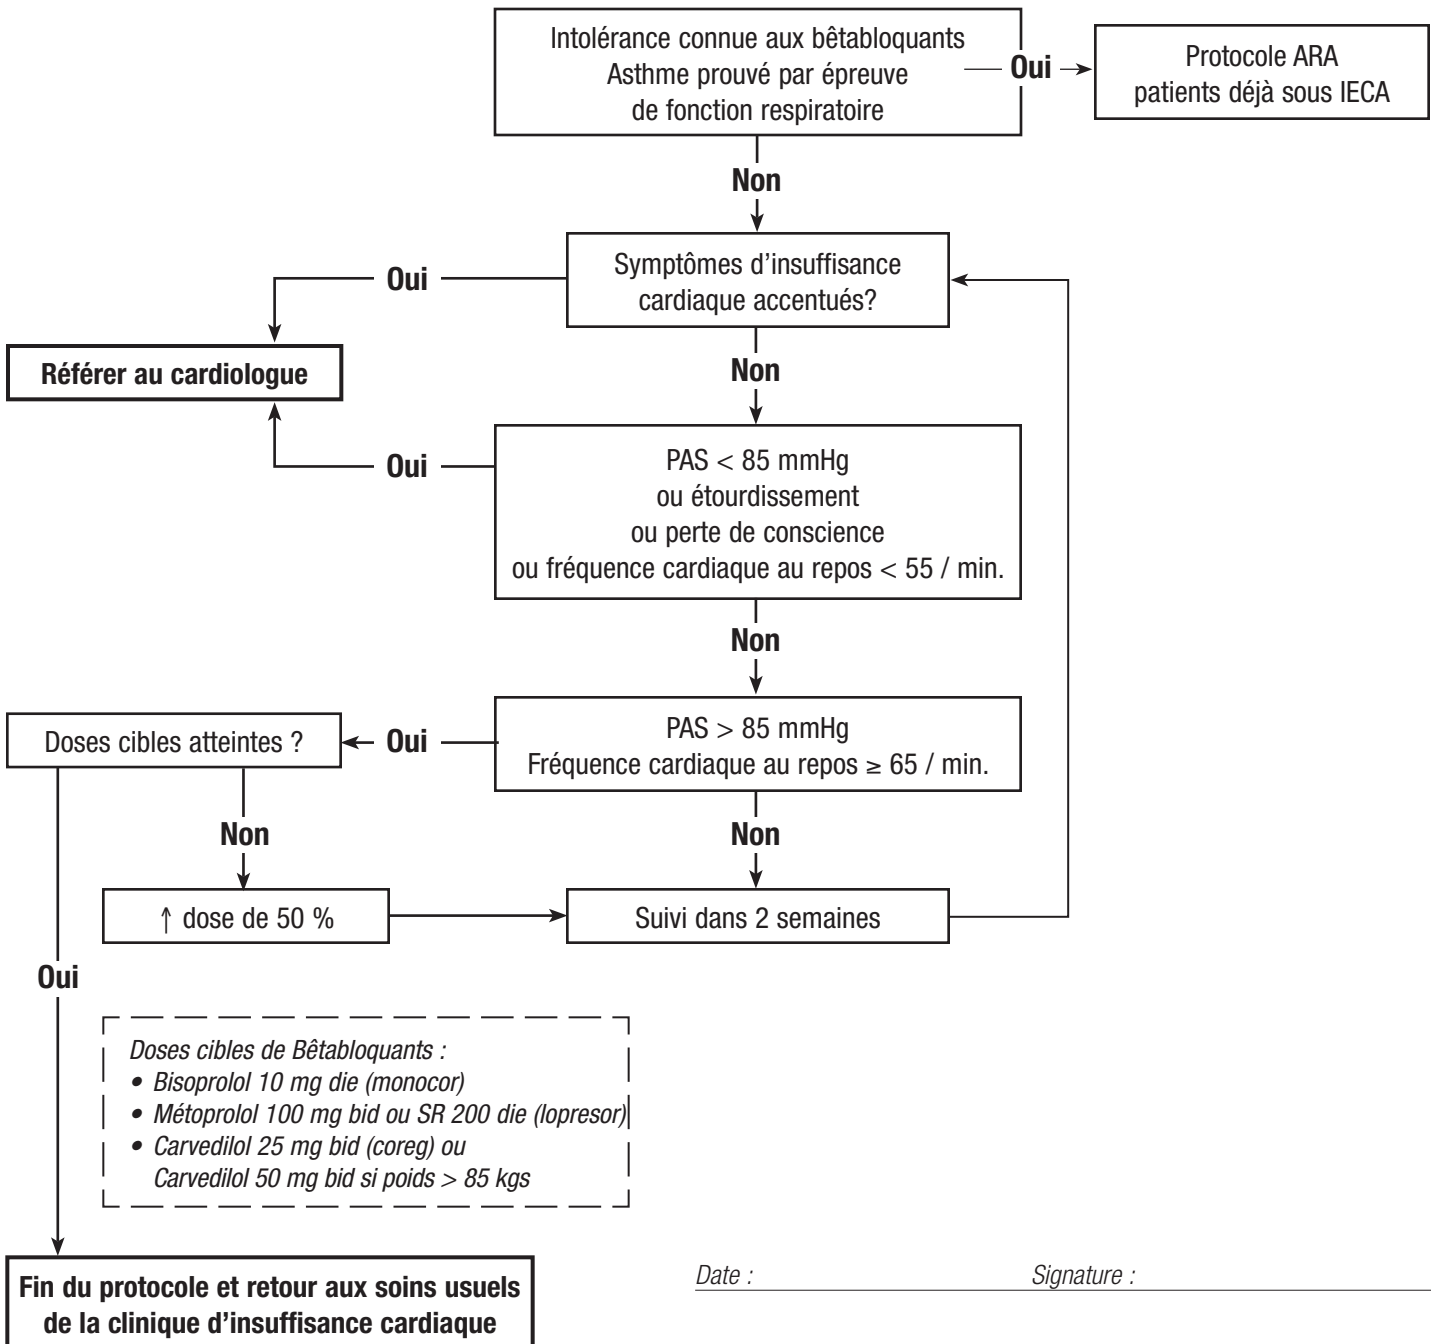 Intolérance connue aux bêtabloquants
Asthme prouvé par épreuve
de fonction respiratoire
Oui
Protocole ARA
patients déjà sous IECA
Non
Symptômes d'insuffisance
cardiaque accentués?
Oui
Référer au cardiologue
Non
PAS < 85 mmHg
ou étourdissement
ou perte de conscience
ou fréquence cardiaque au repos < 55 / min.
Oui
Non
PAS > 85 mmHg
Fréquence cardiaque au repos ≥ 65 / min.
Oui
Doses cibles atteintes ?
Non
Non
↑ dose de 50 %
Suivi dans 2 semaines
Oui
Doses cibles de Bêtabloquants :
• Bisoprolol 10 mg die (monocor)
• Métoprolol 100 mg bid ou SR 200 die (lopresor)
• Carvedilol 25 mg bid (coreg) ou
Carvedilol 50 mg bid si poids > 85 kgs
Fin du protocole et retour aux soins usuels
de la clinique d'insuffisance cardiaque
Date :
Signature :